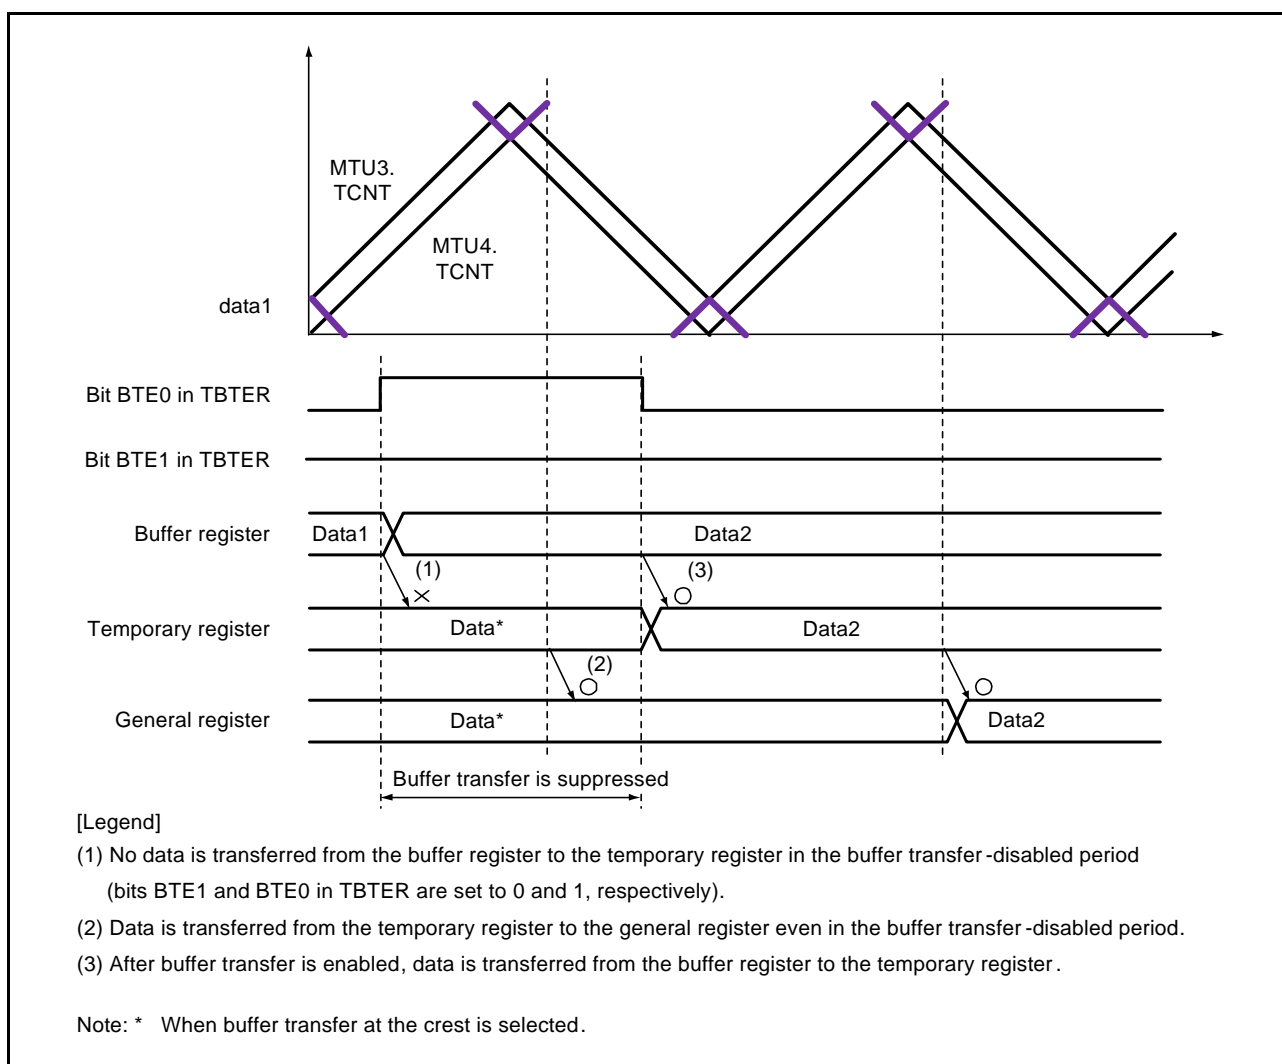 MTU3.
TCNT
MTU4.
TCNT
data1
Bit BTE0 in TBTER
Bit BTE1 in TBTER
Buffer register
Data1
Data2
(1)
(3)
Temporary register
Data*
Data2
(2)
General register
Data*
Data2
Buffer transfer is suppressed
[Legend]
(1) No data is transferred from the buffer register to the temporary register in the buffer transfer-disabled period
(bits BTE1 and BTE0 in TBTER are set to 0 and 1, respectively).
(2) Data is transferred from the temporary register to the general register even in the buffer transfer-disabled period.
(3) After buffer transfer is enabled, data is transferred from the buffer register to the temporary register.
Note: * When buffer transfer at the crest is selected.